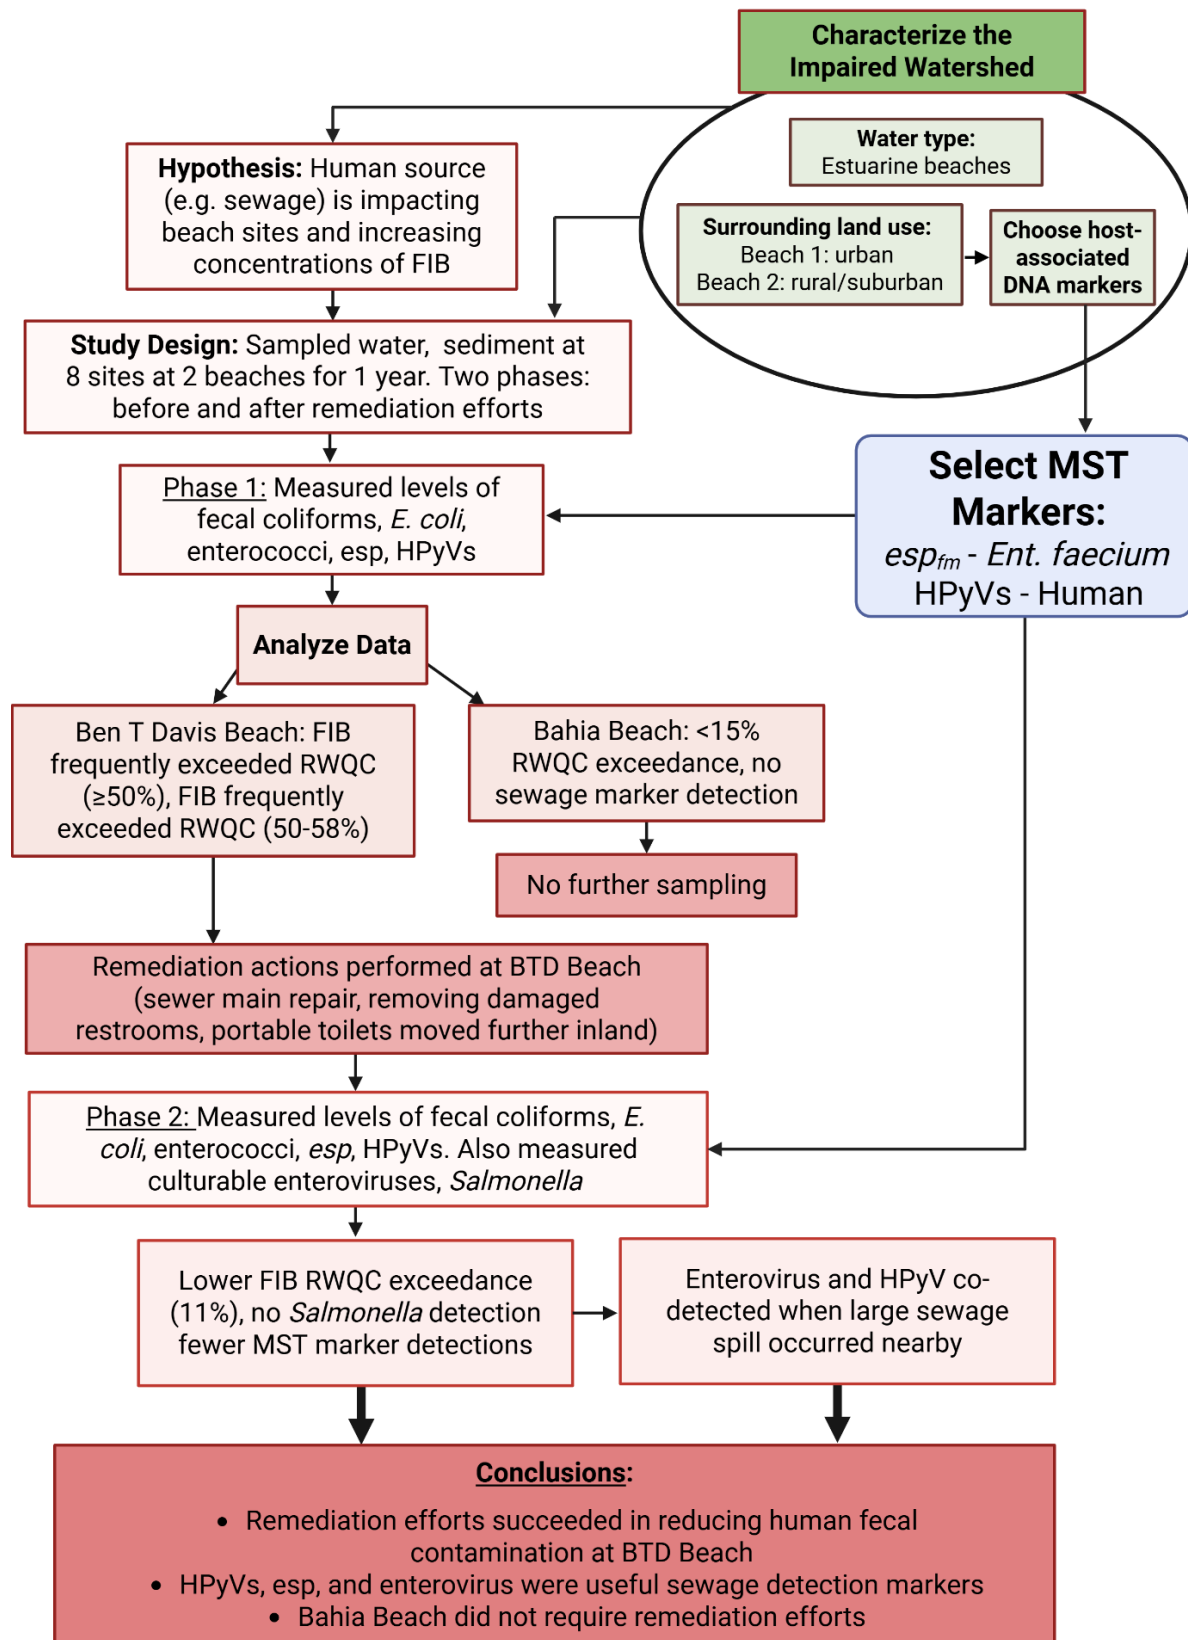 Characterize the
Impaired Watershed
Water type:
Estuarine beaches
Surrounding land use:
Beach 1: urban
Beach 2: rural/suburban
Choose host-
associated
DNA markers
Hypothesis: Human source
(e.g. sewage) is impacting
beach sites and increasing
concentrations of FIB
Study Design: Sampled water, sediment at
8 sites at 2 beaches for 1 year. Two phases:
before and after remediation efforts
Select MST
Markers:
espfm - Ent. faecium
HPyVs - Human
Phase 1: Measured levels of
fecal coliforms, E. coli,
enterococci, esp, HPyVs
Analyze Data
Ben T Davis Beach: FIB
frequently exceeded RWQC
(≥50%), FIB frequently
exceeded RWQC (50-58%)
Bahia Beach: <15%
RWQC exceedance, no
sewage marker detection
No further sampling
Remediation actions performed at BTD Beach
(sewer main repair, removing damaged
restrooms, portable toilets moved further inland)
Phase 2: Measured levels of fecal coliforms, E.
coli, enterococci, esp, HPyVs. Also measured
culturable enteroviruses, Salmonella
Lower FIB RWQC exceedance
(11%), no Salmonella detection
fewer MST marker detections
Enterovirus and HPyV co-
detected when large sewage
spill occurred nearby
Conclusions:
• Remediation efforts succeeded in reducing human fecal
contamination at BTD Beach
• HPyVs, esp, and enterovirus were useful sewage detection markers
• Bahia Beach did not require remediation efforts